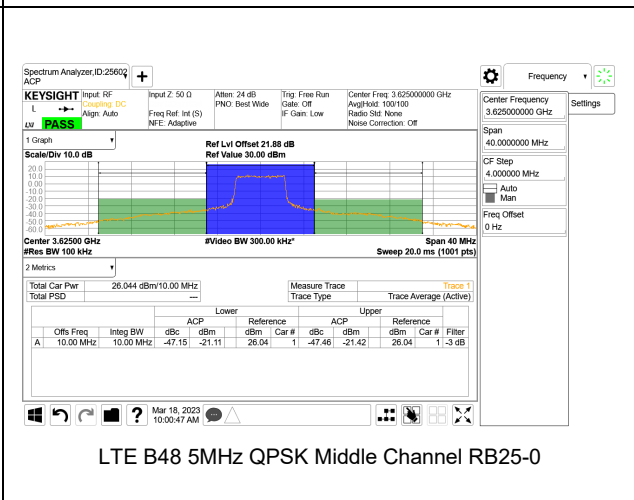 Spectrum Analyzer,ID:25602
ACP
+
Frequency
KEYSIGHT Input: RF Input Z: 50 Ω Atten: 24 dB Trig: Free Run Center Freq: 3.625000000 GHz
L Coupling: DC PNO: Best Wide Gate: Off Avg|Hold: 100/100
Align: Auto Freq Ref: Int (S) IF Gain: Low Radio Std: None
LXI PASS NFE: Adaptive Noise Correction: Off
Center Frequency
3.625000000 GHz
Settings
Span
40.0000000 MHz
CF Step
4.000000 MHz
Auto
Man
Freq Offset
0 Hz
1 Graph
Ref Lvl Offset 21.88 dB
Scale/Div 10.0 dB Ref Value 30.00 dBm
20.0
10.0
0.00
-10.0
-20.0
-30.0
-40.0
-50.0
-60.0
Center 3.62500 GHz #Video BW 300.00 kHz* Span 40 MHz
#Res BW 100 kHz Sweep 20.0 ms (1001 pts)
2 Metrics
Total Car Pwr 26.044 dBm/10.00 MHz Measure Trace Trace 1
Total PSD --- Trace Type Trace Average (Active)
Lower Upper
ACP Reference ACP Reference
Offs Freq Integ BW dBc dBm dBm Car # dBc dBm dBm Car # Filter
A 10.00 MHz 10.00 MHz -47.15 -21.11 26.04 1 -47.46 -21.42 26.04 1 -3 dB
? Mar 18, 2023
10:00:47 AM
LTE B48 5MHz QPSK Middle Channel RB25-0